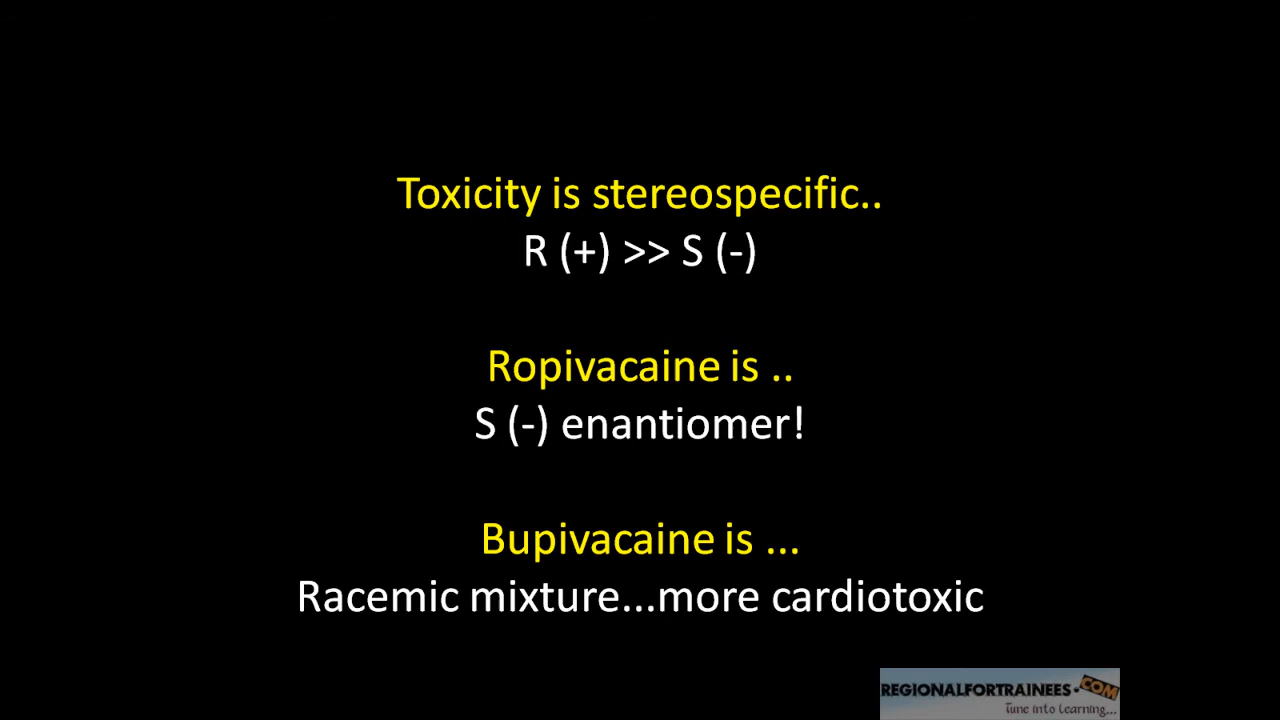 Toxicity is stereospecific..
R (+) >> S (-)
Ropivacaine is ..
S (-) enantiomer!
Bupivacaine is ...
Racemic mixture...more cardiotoxic
REGIONALFORTRAINEES.COM
Tune into Learning...